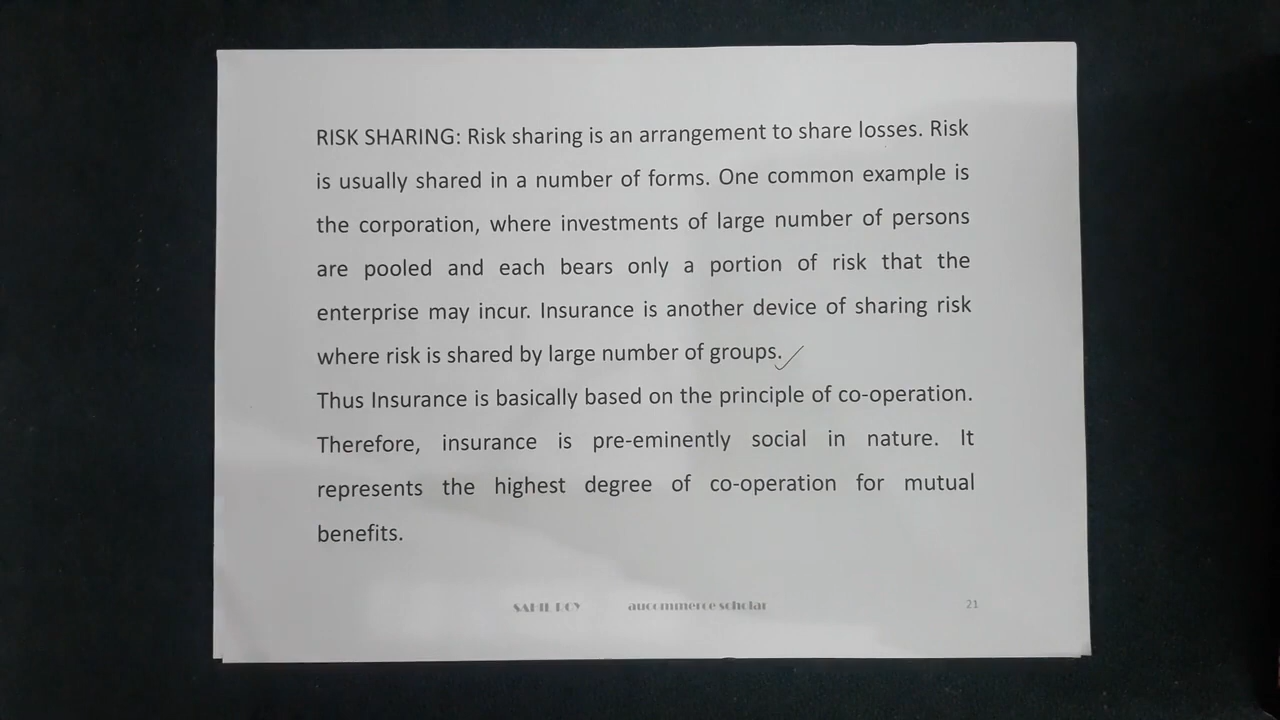 RISK SHARING: Risk sharing is an arrangement to share losses. Risk
is usually shared in a number of forms. One common example is
the corporation, where investments of large number of persons
are pooled and each bears only a portion of risk that the
enterprise may incur. Insurance is another device of sharing risk
where risk is shared by large number of groups.
Thus Insurance is basically based on the principle of co-operation.
Therefore, insurance is pre-eminently social in nature. It
represents the highest degree of co-operation for mutual
benefits.
aucommerce scholar 21